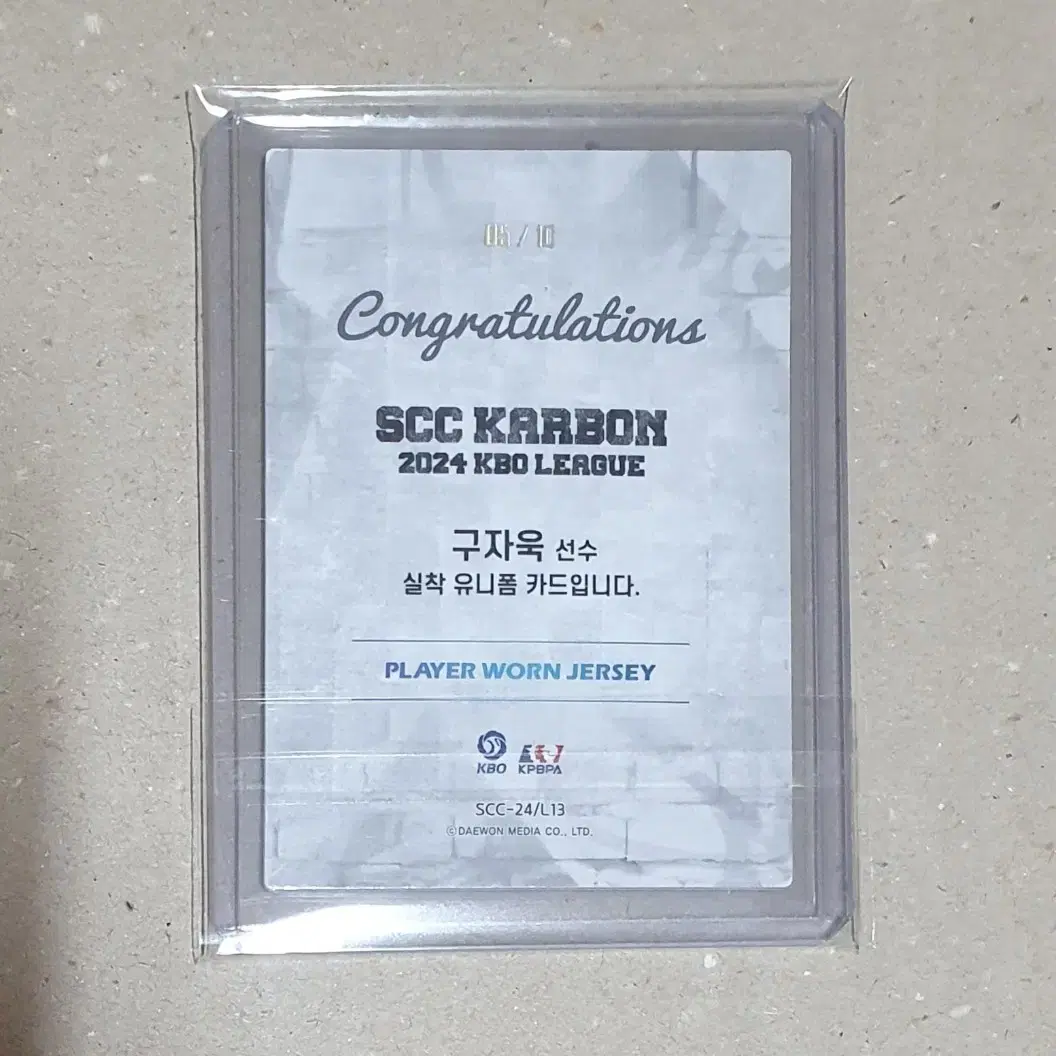 05 / 10
Congratulations
SCC KARBON
2024 KBO LEAGUE
구자욱 선수
실착 유니폼 카드입니다.
PLAYER WORN JERSEY
KBO KPBPA
SCC-24/L13
©DAEWON MEDIA CO., LTD.